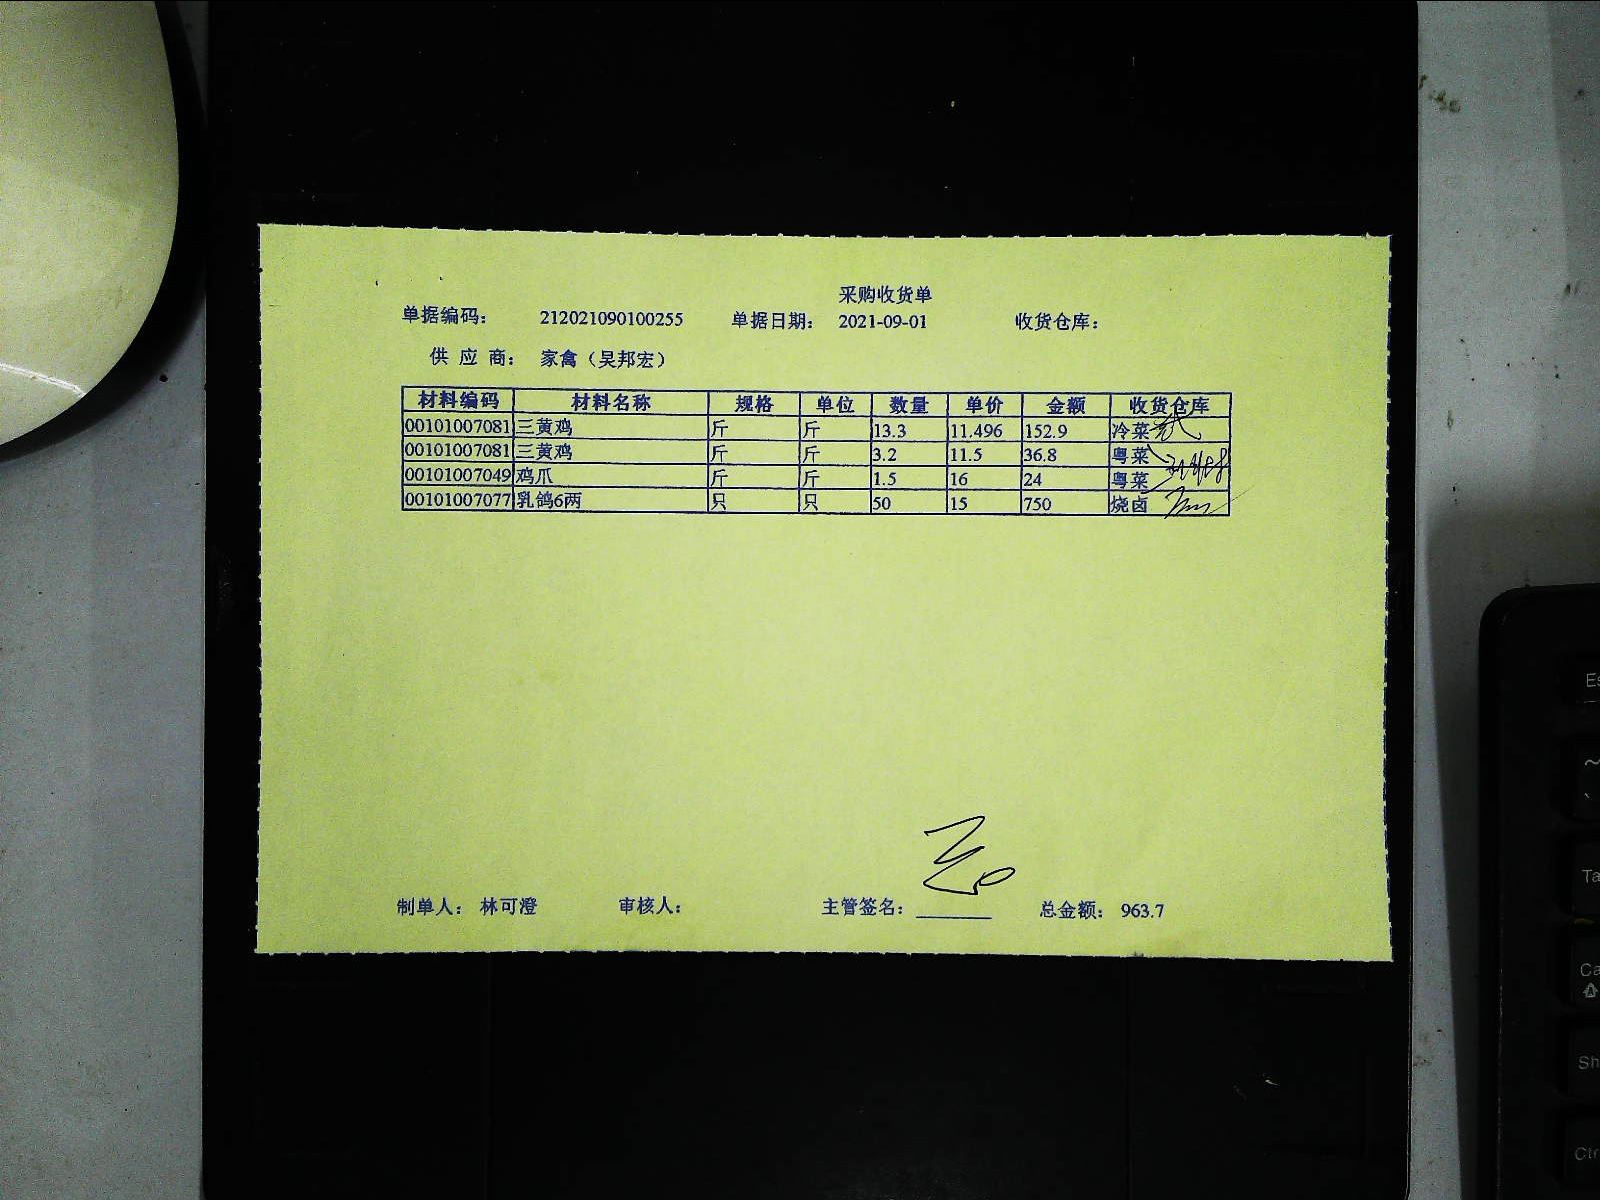 采购收货单
单据编码： 212021090100255 单据日期： 2021-09-01 收货仓库：
供 应 商： 家禽（吴邦宏）
材料编码 材料名称 规格 单位 数量 单价 金额 收货仓库
00101007081 三黄鸡 斤 斤 13.3 11.496 152.9 冷菜
00101007081 三黄鸡 斤 斤 3.2 11.5 36.8 粤菜
00101007049 鸡爪 斤 斤 1.5 16 24 粤菜
00101007077 乳鸽6两 只 只 50 15 750 烧卤
制单人： 林可澄 审核人： 主管签名： 总金额： 963.7
Es
~
Ta
Ca
Sh
Ctr